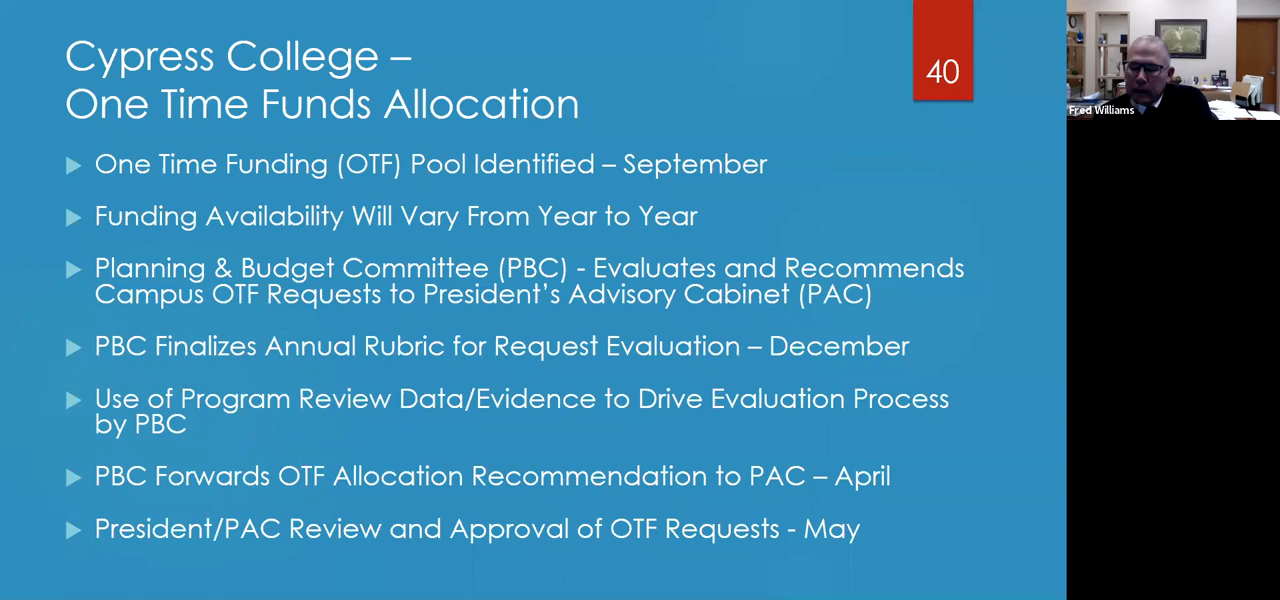 Cypress College –
One Time Funds Allocation
40
One Time Funding (OTF) Pool Identified – September
Funding Availability Will Vary From Year to Year
Planning & Budget Committee (PBC) - Evaluates and Recommends
Campus OTF Requests to President’s Advisory Cabinet (PAC)
PBC Finalizes Annual Rubric for Request Evaluation – December
Use of Program Review Data/Evidence to Drive Evaluation Process
by PBC
PBC Forwards OTF Allocation Recommendation to PAC – April
President/PAC Review and Approval of OTF Requests - May
Fred Williams